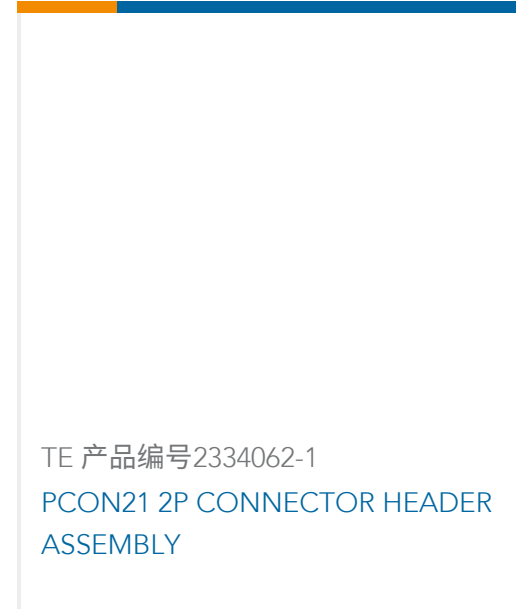 TE 产品编号2334062-1
PCON21 2P CONNECTOR HEADER
ASSEMBLY